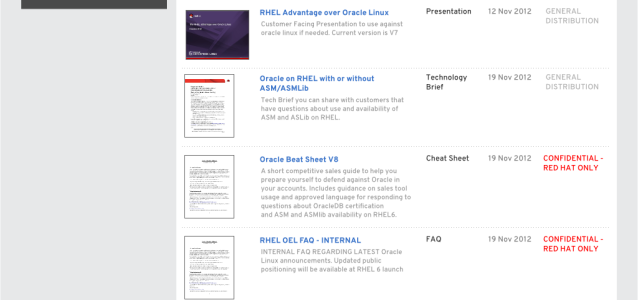 RHEL Advantage over Oracle Linux
Customer Facing Presentation to use against
oracle linux if needed. Current version is V7
Presentation
12 Nov 2012
GENERAL
DISTRIBUTION
Oracle on RHEL with or without
ASM/ASMLib
Tech Brief you can share with customers that
have questions about use and availability of
ASM and ASLib on RHEL.
Technology
Brief
19 Nov 2012
GENERAL
DISTRIBUTION
Oracle Beat Sheet V8
A short competitive sales guide to help you
prepare yourself to defend against Oracle in
your accounts. Includes guidance on sales tool
usage and approved language for responding to
questions about OracleDB certification
and ASM and ASMlib availability on RHEL6.
Cheat Sheet
19 Nov 2012
CONFIDENTIAL -
RED HAT ONLY
RHEL OEL FAQ - INTERNAL
INTERNAL FAQ REGARDING LATEST Oracle
Linux announcements. Updated public
positioning will be available at RHEL 6 launch
FAQ
19 Nov 2012
CONFIDENTIAL -
RED HAT ONLY